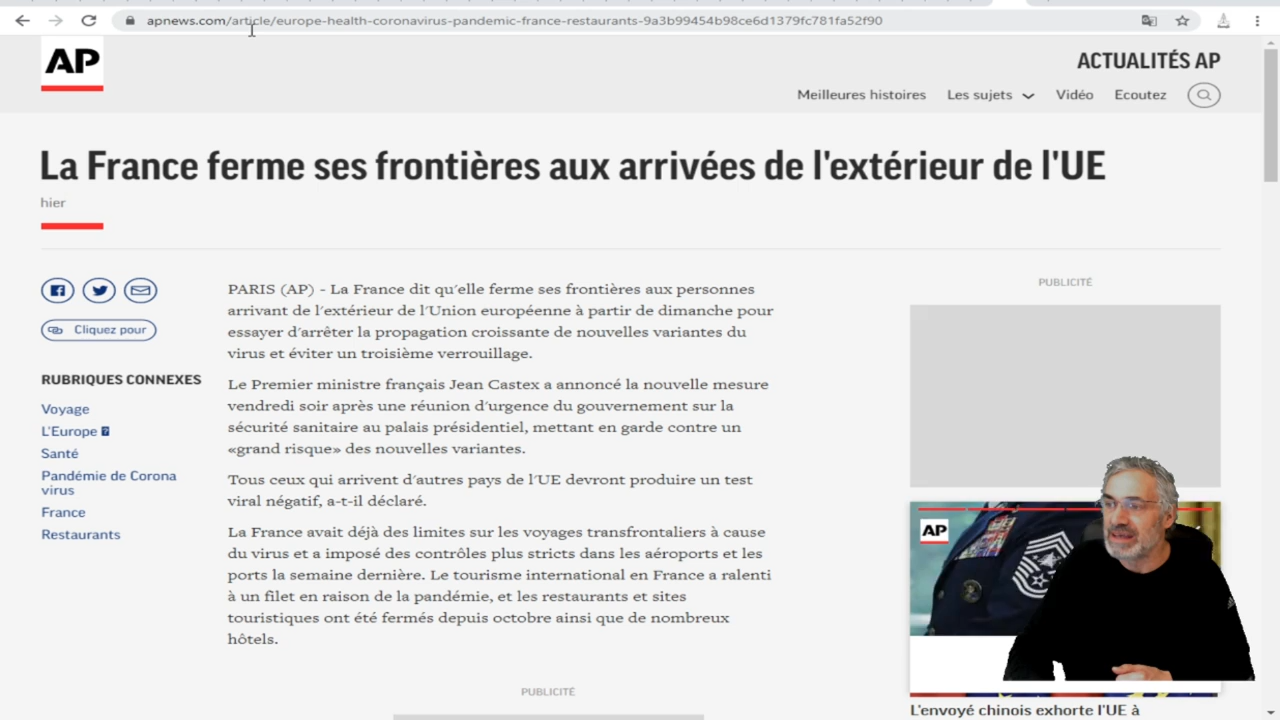 apnews.com/article/europe-health-coronavirus-pandemic-france-restaurants-9a3b99454b98ce6d1379fc781fa52f90
AP
ACTUALITÉS AP
Meilleures histoires Les sujets Vidéo Ecoutez
La France ferme ses frontières aux arrivées de l'extérieur de l'UE
hier
Cliquez pour
RUBRIQUES CONNEXES
Voyage
L'Europe
Santé
Pandémie de Corona
virus
France
Restaurants
PARIS (AP) - La France dit qu'elle ferme ses frontières aux personnes
arrivant de l'extérieur de l'Union européenne à partir de dimanche pour
essayer d'arrêter la propagation croissante de nouvelles variantes du
virus et éviter un troisième verrouillage.
Le Premier ministre français Jean Castex a annoncé la nouvelle mesure
vendredi soir après une réunion d'urgence du gouvernement sur la
sécurité sanitaire au palais présidentiel, mettant en garde contre un
«grand risque» des nouvelles variantes.
Tous ceux qui arrivent d'autres pays de l'UE devront produire un test
viral négatif, a-t-il déclaré.
La France avait déjà des limites sur les voyages transfrontaliers à cause
du virus et a imposé des contrôles plus stricts dans les aéroports et les
ports la semaine dernière. Le tourisme international en France a ralenti
à un filet en raison de la pandémie, et les restaurants et sites
touristiques ont été fermés depuis octobre ainsi que de nombreux
hôtels.
PUBLICITÉ
PUBLICITÉ
AP
L'envoyé chinois exhorte l'UE à